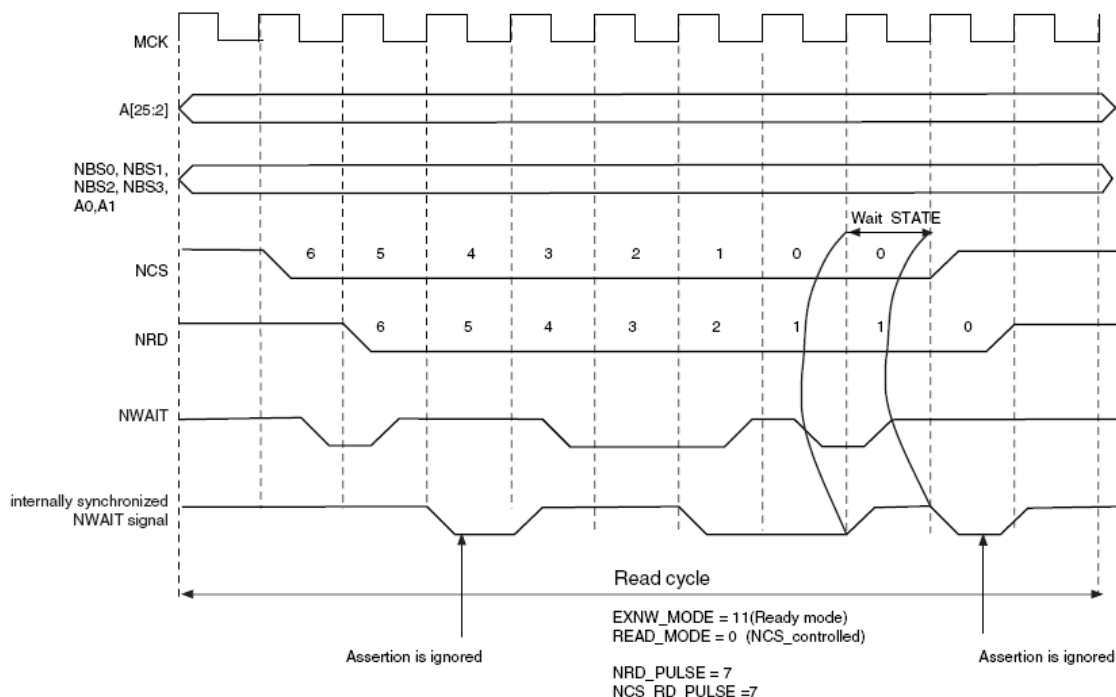 MCK
A[25:2]
NBS0, NBS1,
NBS2, NBS3,
A0,A1
Wait STATE
NCS
6 5 4 3 2 1 0 0
NRD
6 5 4 3 2 1 1 0
NWAIT
internally synchronized
NWAIT signal
Read cycle
EXNW_MODE = 11(Ready mode)
READ_MODE = 0 (NCS_controlled)
Assertion is ignored
Assertion is ignored
NRD_PULSE = 7
NCS_RD_PULSE =7